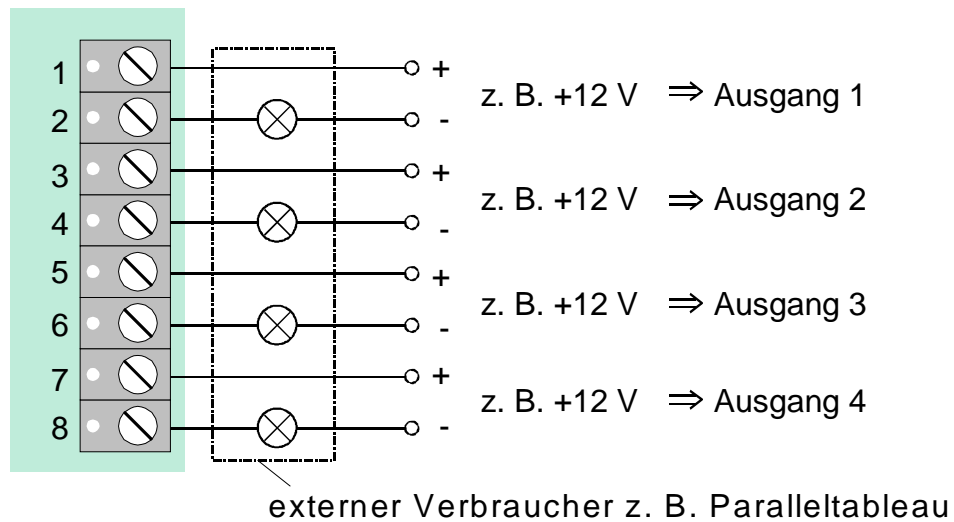 1 +
z. B. +12 V ⇒ Ausgang 1
2 -
3 +
z. B. +12 V ⇒ Ausgang 2
4 -
5 +
z. B. +12 V ⇒ Ausgang 3
6 -
7 +
z. B. +12 V ⇒ Ausgang 4
8 -
externer Verbraucher z. B. Paralleltableau